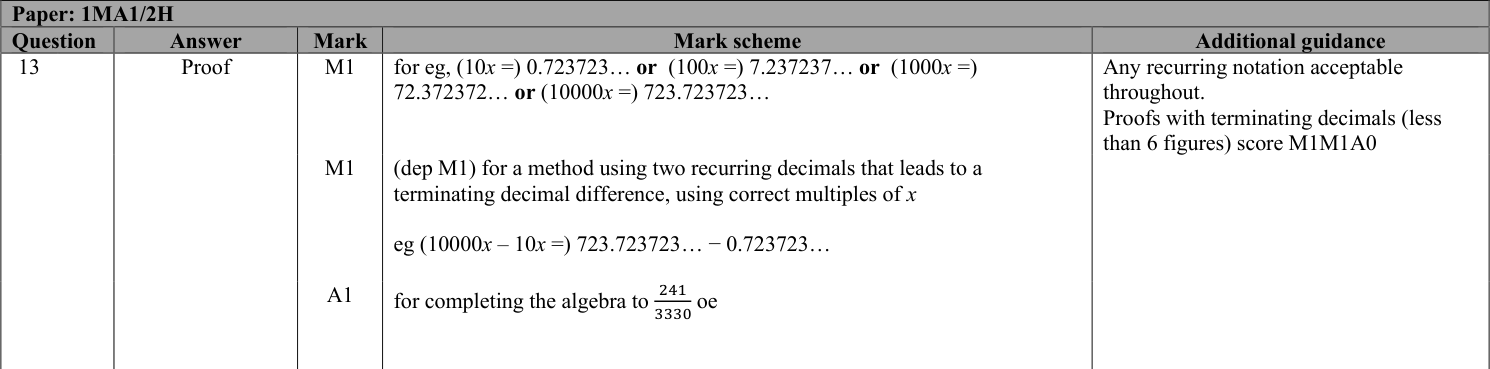 Paper: 1MA1/2H
Question Answer Mark Mark scheme Additional guidance
13 Proof M1 for eg, (10x =) 0.723723… or (100x =) 7.237237… or (1000x =) Any recurring notation acceptable
72.372372… or (10000x =) 723.723723… throughout.
Proofs with terminating decimals (less
than 6 figures) score M1M1A0
M1 (dep M1) for a method using two recurring decimals that leads to a
terminating decimal difference, using correct multiples of x
eg (10000x – 10x =) 723.723723… − 0.723723…
A1 for completing the algebra to 241/3330 oe